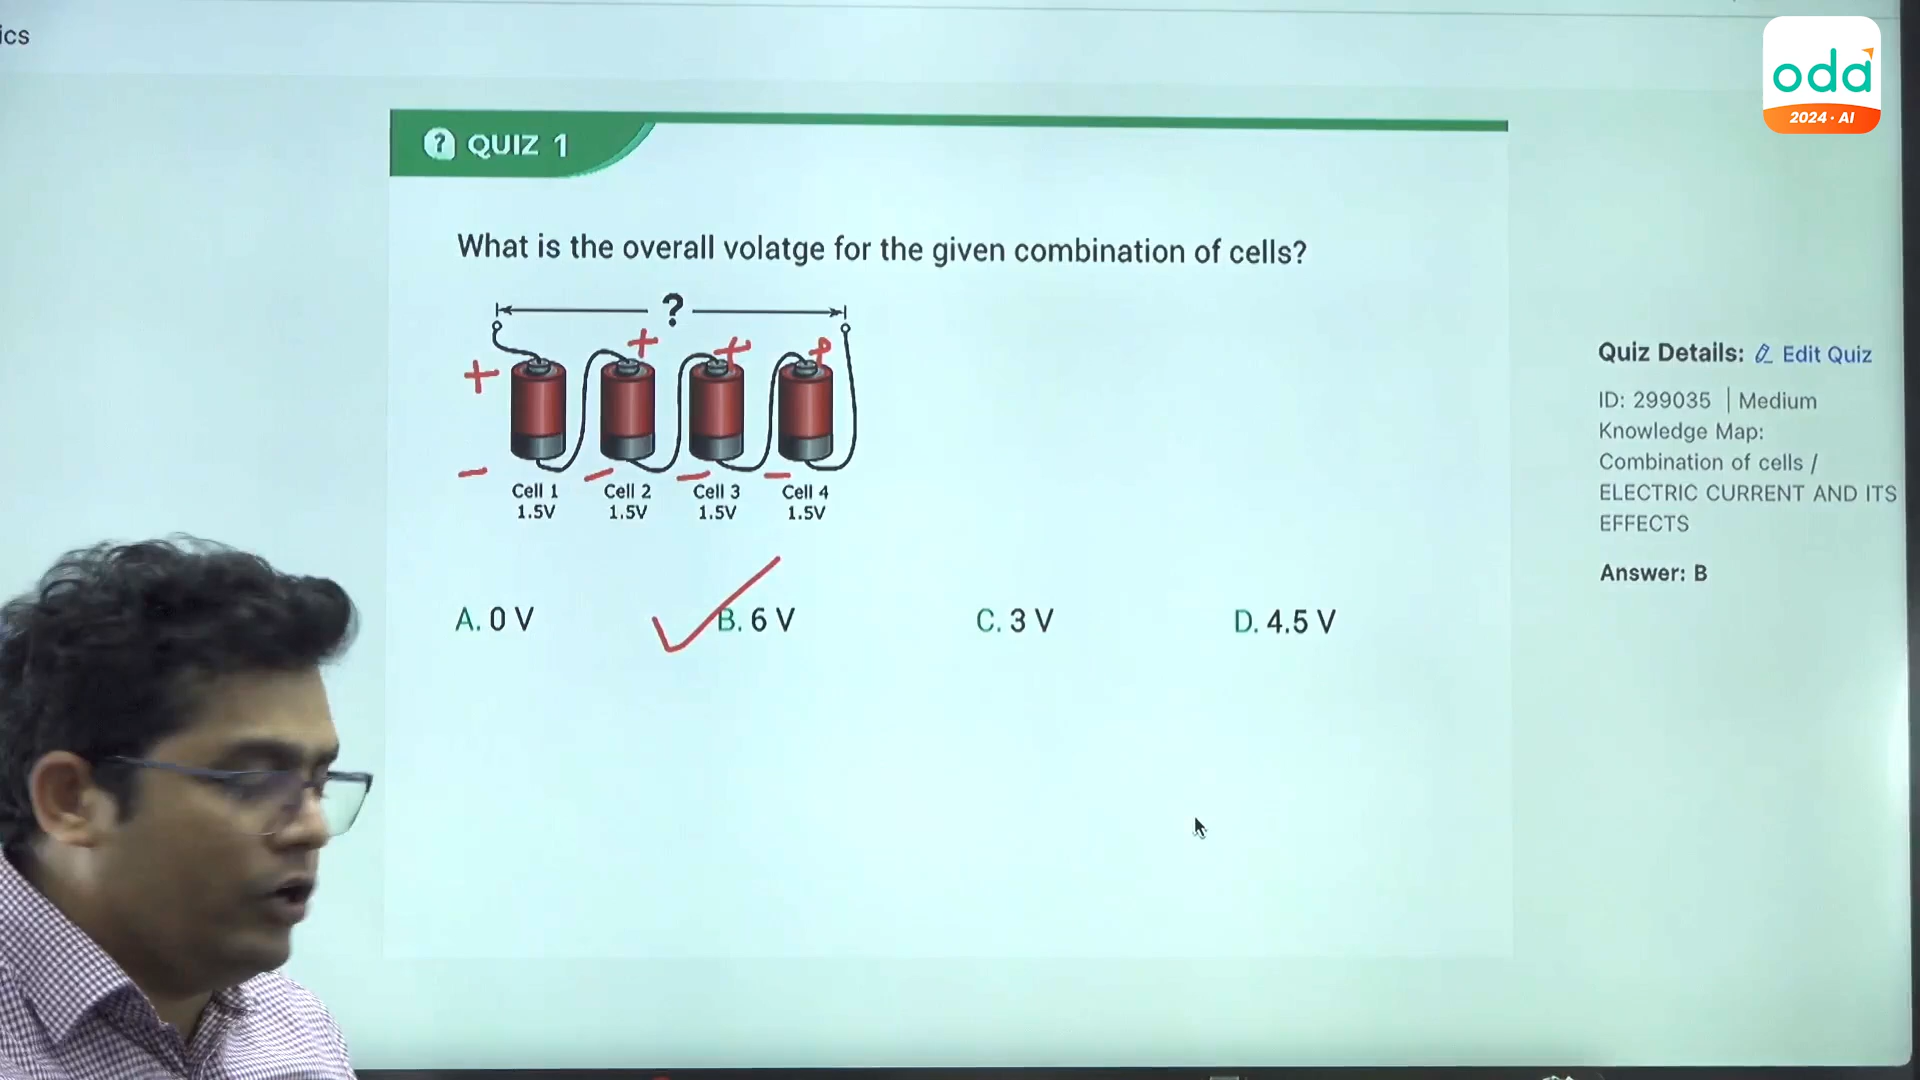 ics
oda
2024 · AI
? QUIZ 1
What is the overall volatge for the given combination of cells?
?
+ + + +
- - - -
Cell 1 Cell 2 Cell 3 Cell 4
1.5V 1.5V 1.5V 1.5V
A. 0 V B. 6 V C. 3 V D. 4.5 V
Quiz Details: Edit Quiz
ID: 299035 | Medium
Knowledge Map:
Combination of cells /
ELECTRIC CURRENT AND ITS
EFFECTS
Answer: B